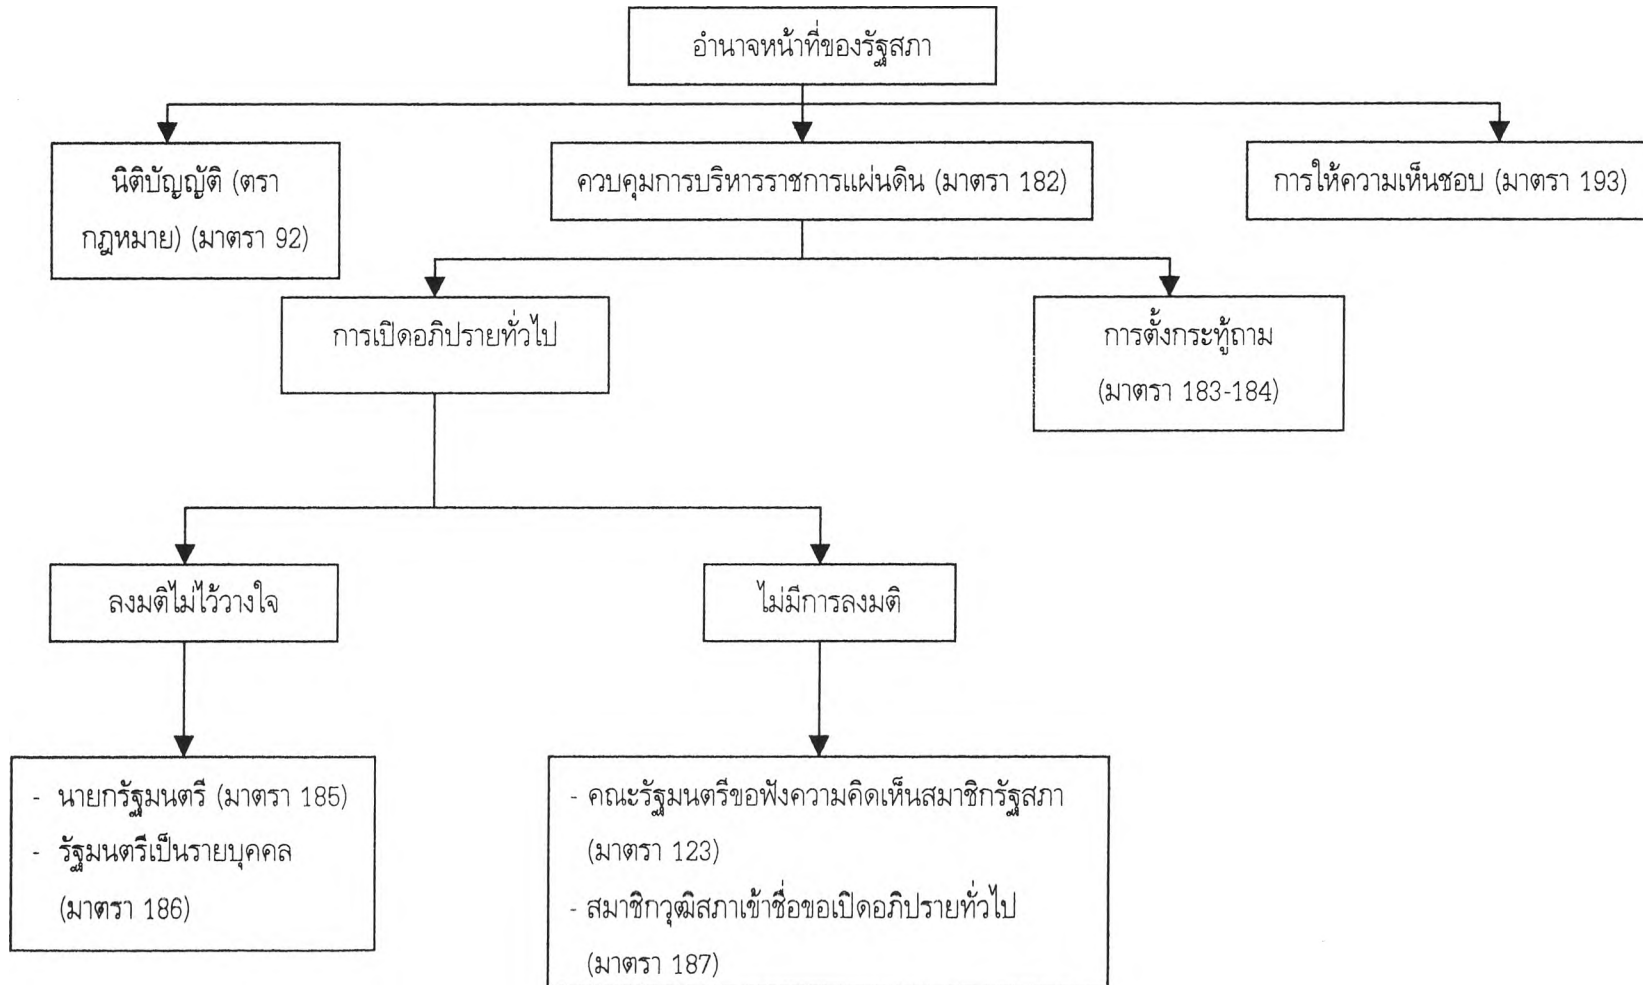 อำนาจหน้าที่ของรัฐสภา
นิติบัญญัติ (ตรา
กฎหมาย) (มาตรา 92)
ควบคุมการบริหารราชการแผ่นดิน (มาตรา 182)
การให้ความเห็นชอบ (มาตรา 193)
การเปิดอภิปรายทั่วไป
การตั้งกระทู้ถาม
(มาตรา 183-184)
ลงมติไม่ไว้วางใจ
ไม่มีการลงมติ
- นายกรัฐมนตรี (มาตรา 185)
- รัฐมนตรีเป็นรายบุคคล
(มาตรา 186)
- คณะรัฐมนตรีขอฟังความคิดเห็นสมาชิกรัฐสภา
(มาตรา 123)
- สมาชิกวุฒิสภาเข้าชื่อขอเปิดอภิปรายทั่วไป
(มาตรา 187)